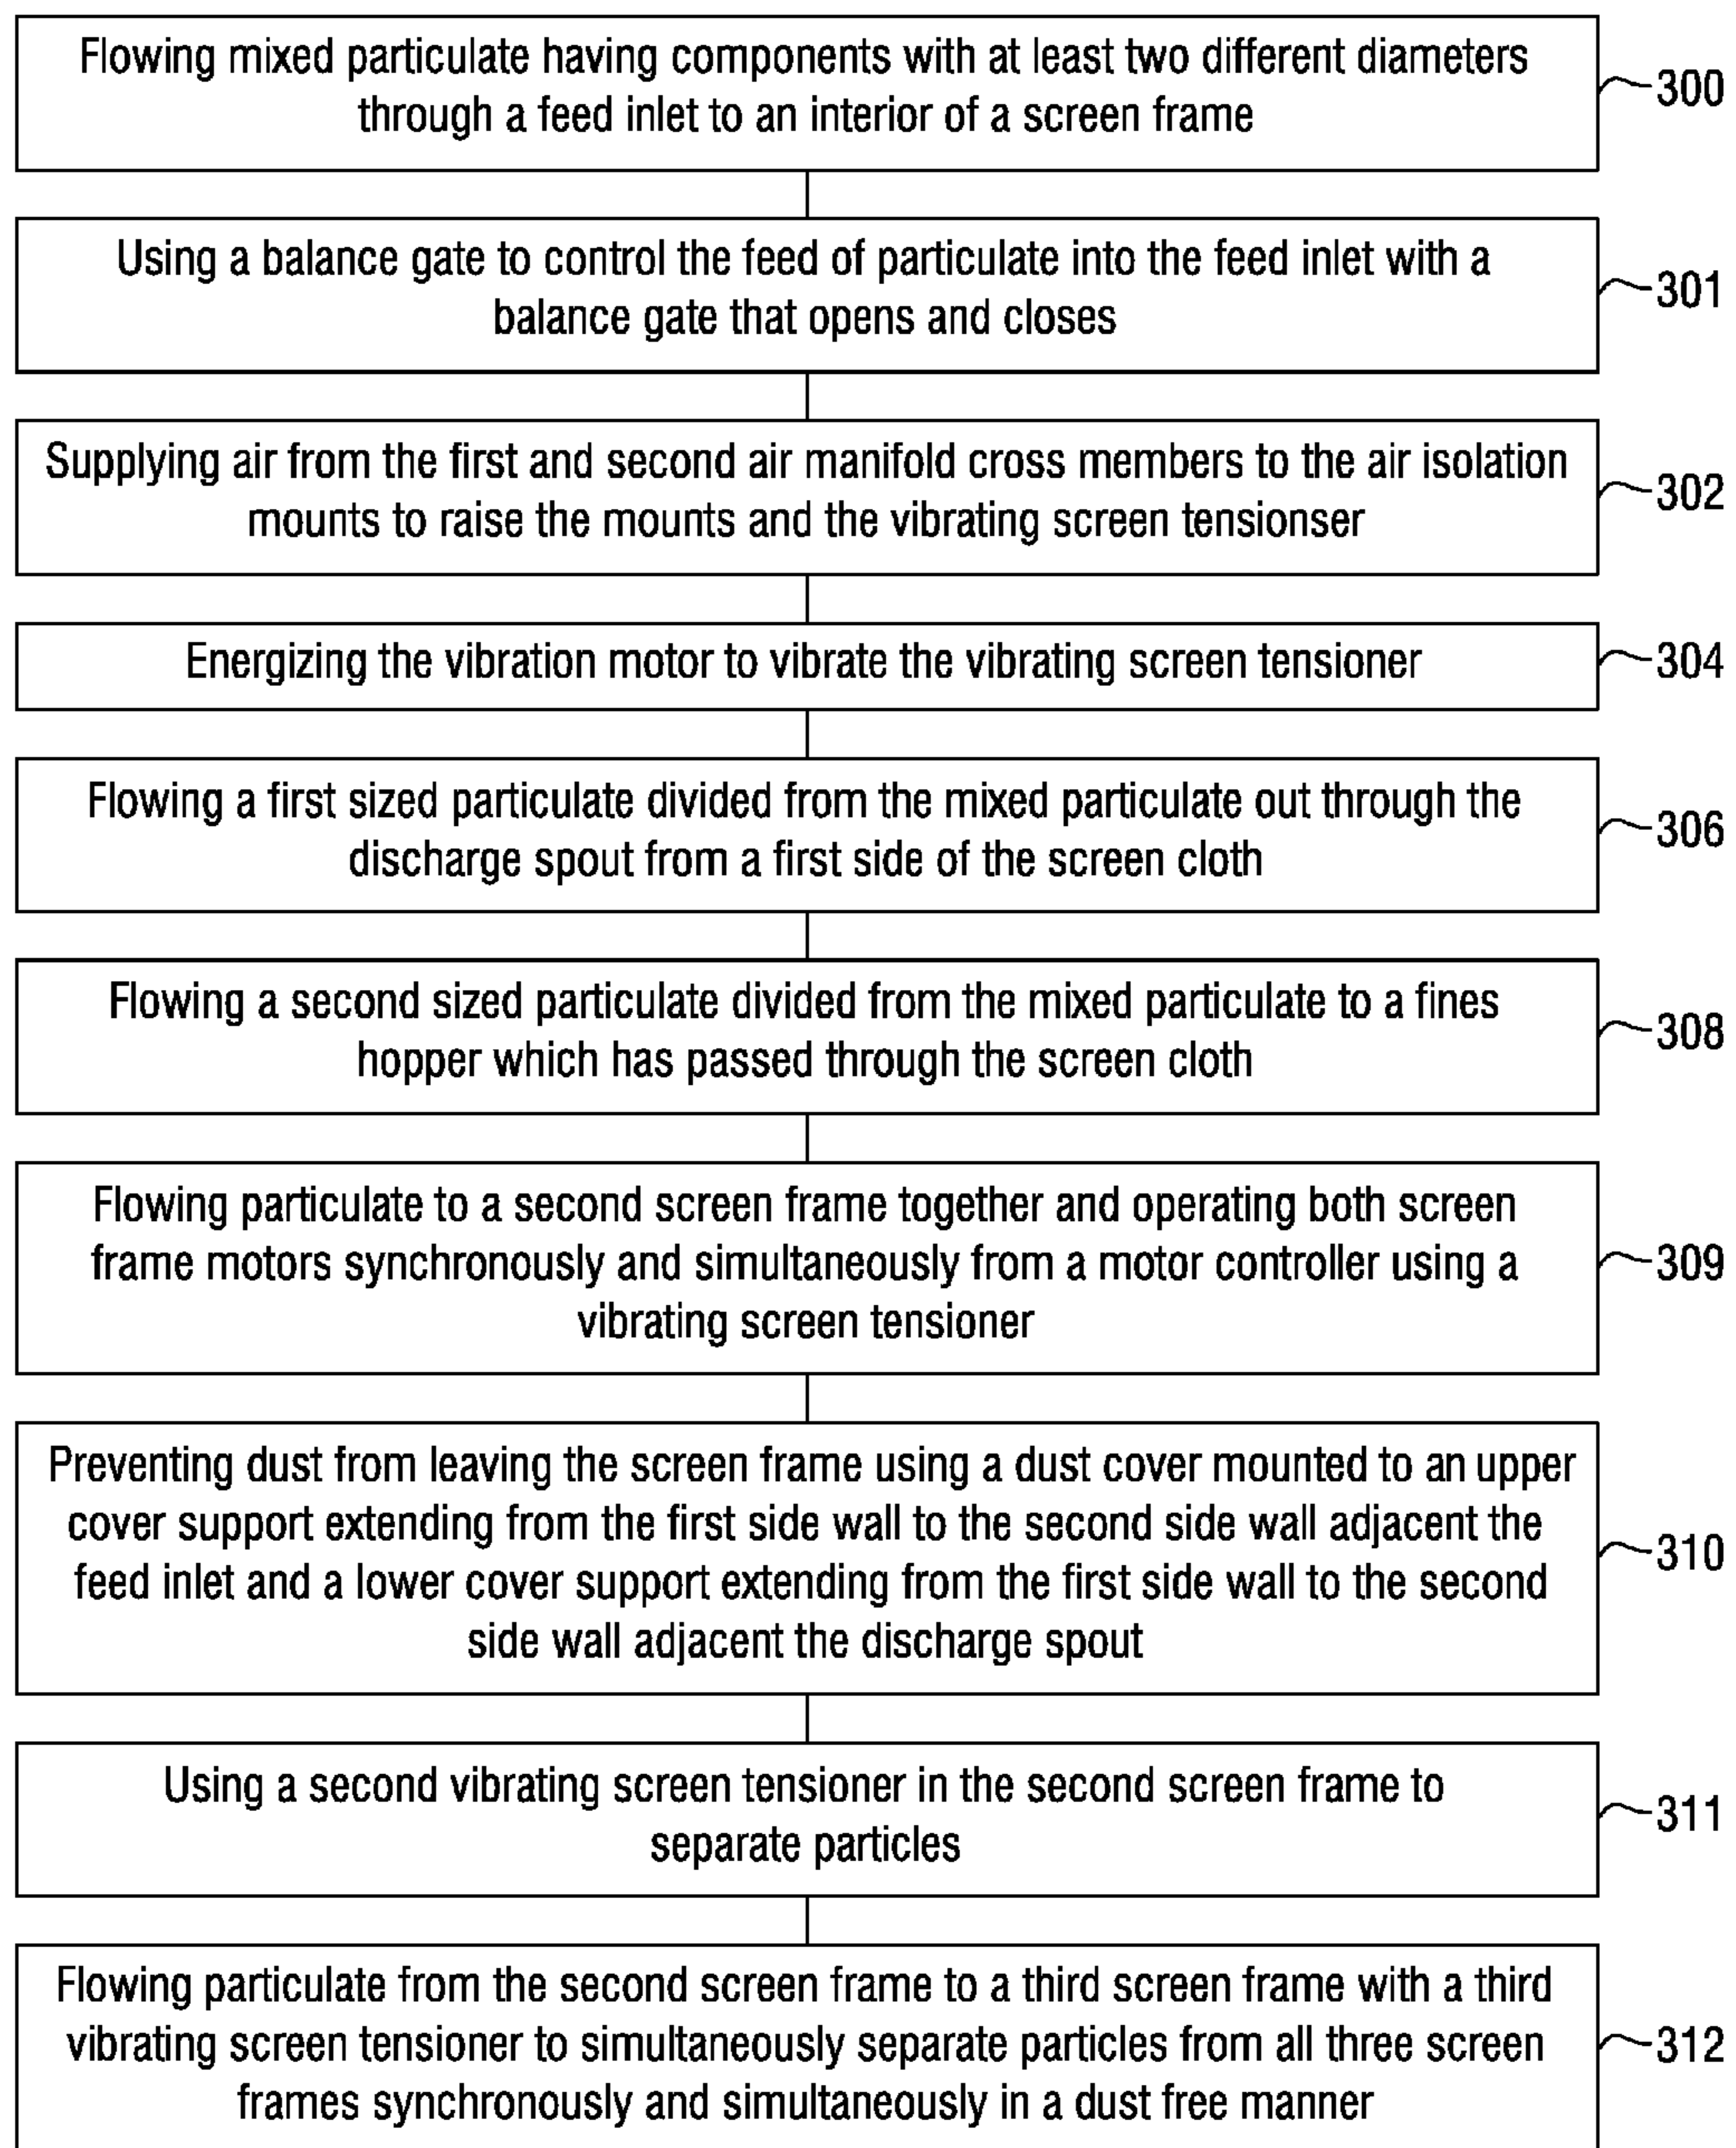 Flowing mixed particulate having components with at least two different diameters
through a feed inlet to an interior of a screen frame
300
Using a balance gate to control the feed of particulate into the feed inlet with a
balance gate that opens and closes
301
Supplying air from the first and second air manifold cross members to the air isolation
mounts to raise the mounts and the vibrating screen tensionser
302
Energizing the vibration motor to vibrate the vibrating screen tensioner
304
Flowing a first sized particulate divided from the mixed particulate out through the
discharge spout from a first side of the screen cloth
306
Flowing a second sized particulate divided from the mixed particulate to a fines
hopper which has passed through the screen cloth
308
Flowing particulate to a second screen frame together and operating both screen
frame motors synchronously and simultaneously from a motor controller using a
vibrating screen tensioner
309
Preventing dust from leaving the screen frame using a dust cover mounted to an upper
cover support extending from the first side wall to the second side wall adjacent the
feed inlet and a lower cover support extending from the first side wall to the second
side wall adjacent the discharge spout
310
Using a second vibrating screen tensioner in the second screen frame to
separate particles
311
Flowing particulate from the second screen frame to a third screen frame with a third
vibrating screen tensioner to simultaneously separate particles from all three screen
frames synchronously and simultaneously in a dust free manner
312